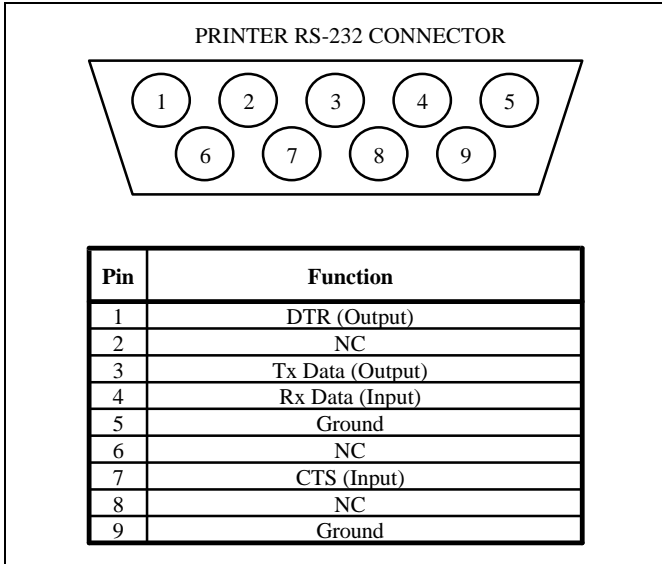 PRINTER RS-232 CONNECTOR
1 2 3 4 5
6 7 8 9
Pin Function
1 DTR (Output)
2 NC
3 Tx Data (Output)
4 Rx Data (Input)
5 Ground
6 NC
7 CTS (Input)
8 NC
9 Ground